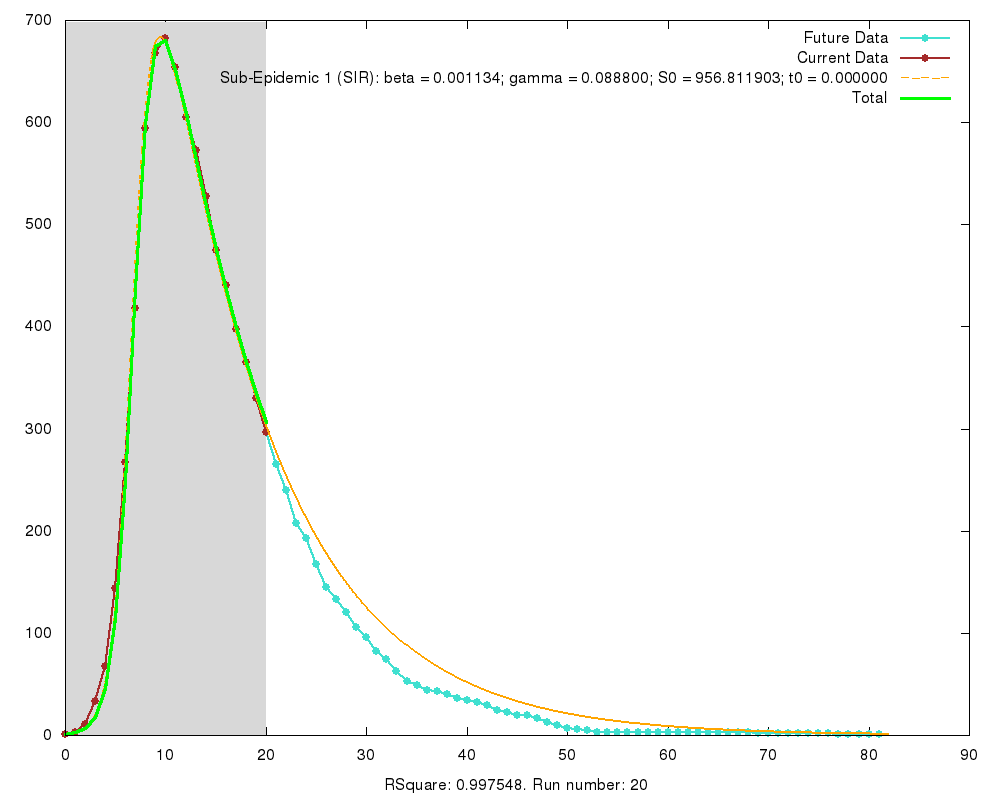 Future Data
Current Data
Sub-Epidemic 1 (SIR): beta = 0.001134; gamma = 0.088800; S0 = 956.811903; t0 = 0.000000
Total
700
600
500
400
300
200
100
0
0 10 20 30 40 50 60 70 80 90
RSquare: 0.997548. Run number: 20